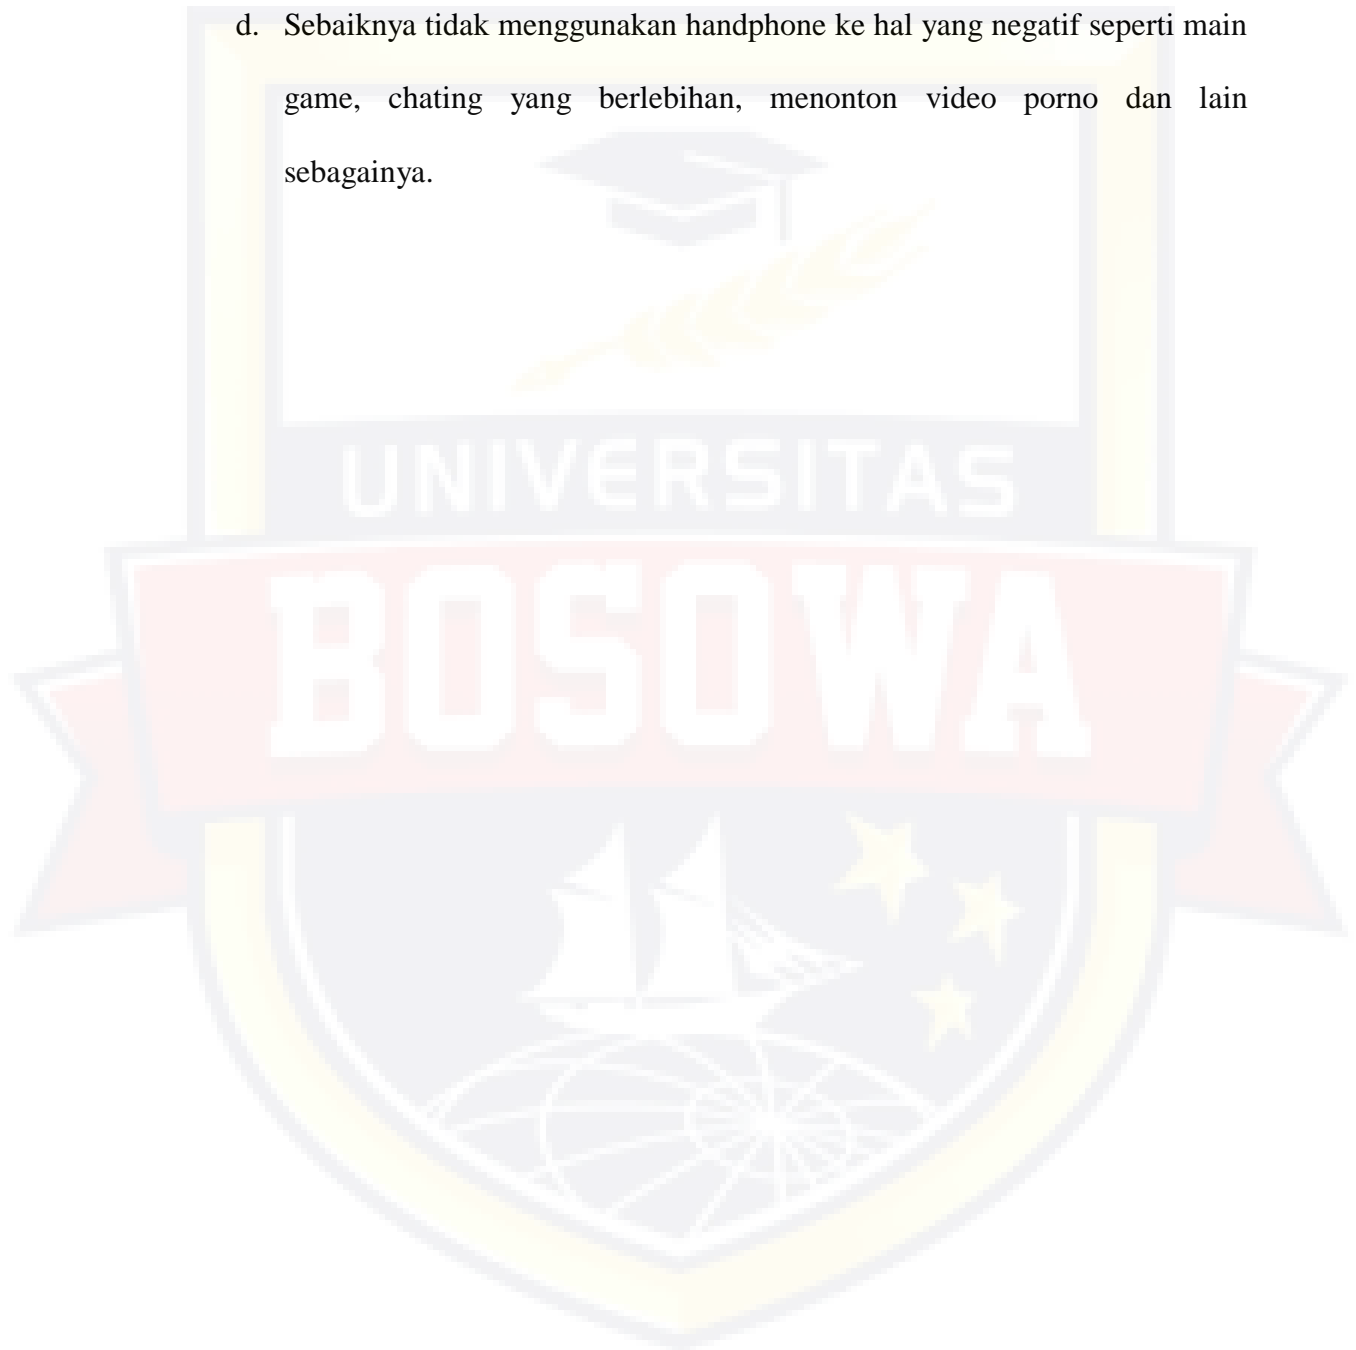 d. Sebaiknya tidak menggunakan handphone ke hal yang negatif seperti main
game, chating yang berlebihan, menonton video porno dan lain
sebagainya.
UNIVERSITAS
BOSOWA